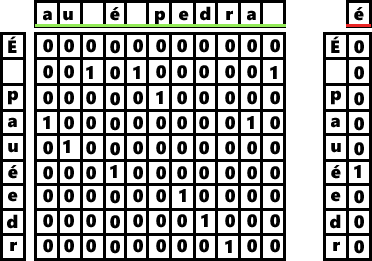 a u é p e d r a é
É 0 0 0 0 0 0 0 0 0 0 0 É 0
0 0 1 0 1 0 0 0 0 0 1 0
p 0 0 0 0 0 1 0 0 0 0 0 p 0
a 1 0 0 0 0 0 0 0 0 1 0 a 0
u 0 1 0 0 0 0 0 0 0 0 0 u 0
é 0 0 0 1 0 0 0 0 0 0 0 é 1
e 0 0 0 0 0 0 1 0 0 0 0 e 0
d 0 0 0 0 0 0 0 1 0 0 0 d 0
r 0 0 0 0 0 0 0 0 1 0 0 r 0